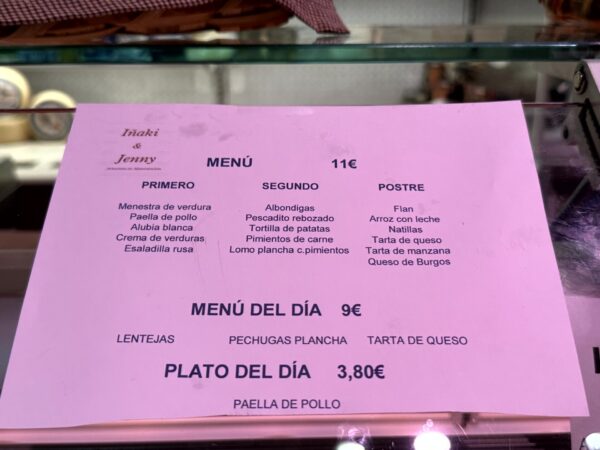 Iñaki
&
Jenny
MENÚ 11€
PRIMERO SEGUNDO POSTRE
Menestra de verdura Albondigas Flan
Paella de pollo Pescadito rebozado Arroz con leche
Alubia blanca Tortilla de patatas Natillas
Crema de verduras Pimientos de carne Tarta de queso
Esaladilla rusa Lomo plancha c.pimientos Tarta de manzana
Queso de Burgos
MENÚ DEL DÍA 9€
LENTEJAS PECHUGAS PLANCHA TARTA DE QUESO
PLATO DEL DÍA 3,80€
PAELLA DE POLLO